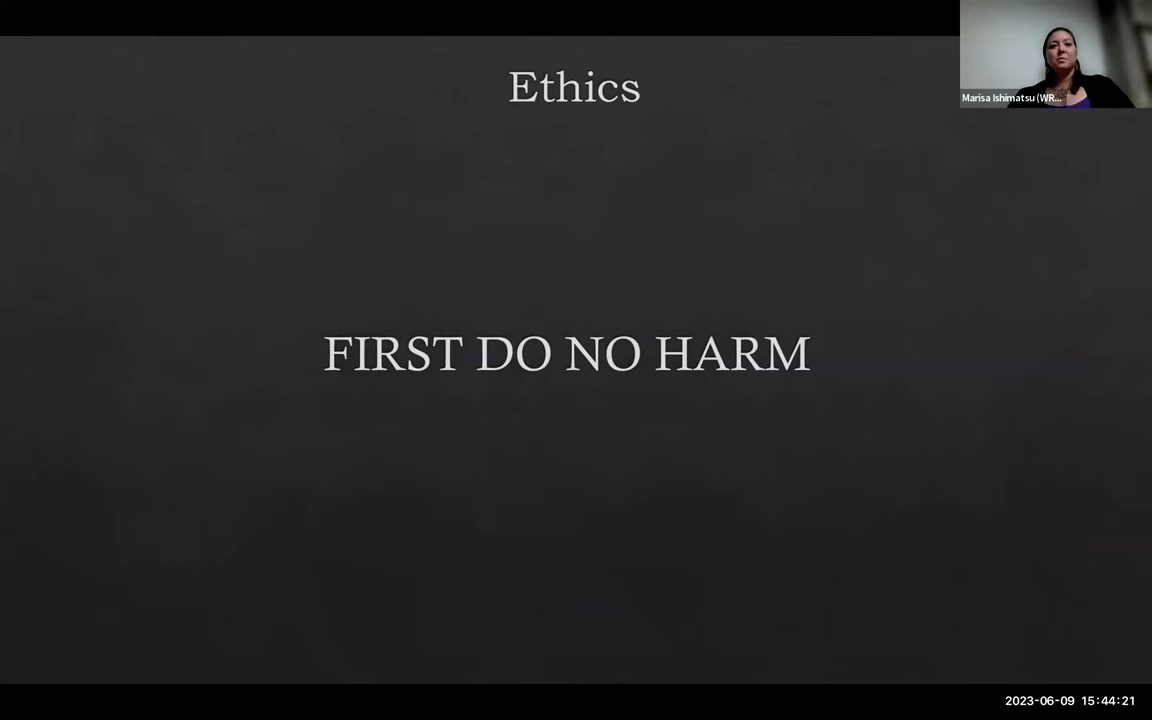 Ethics
Marisa Ishimatsu (WR...
FIRST DO NO HARM
2023-06-09 15:44:21